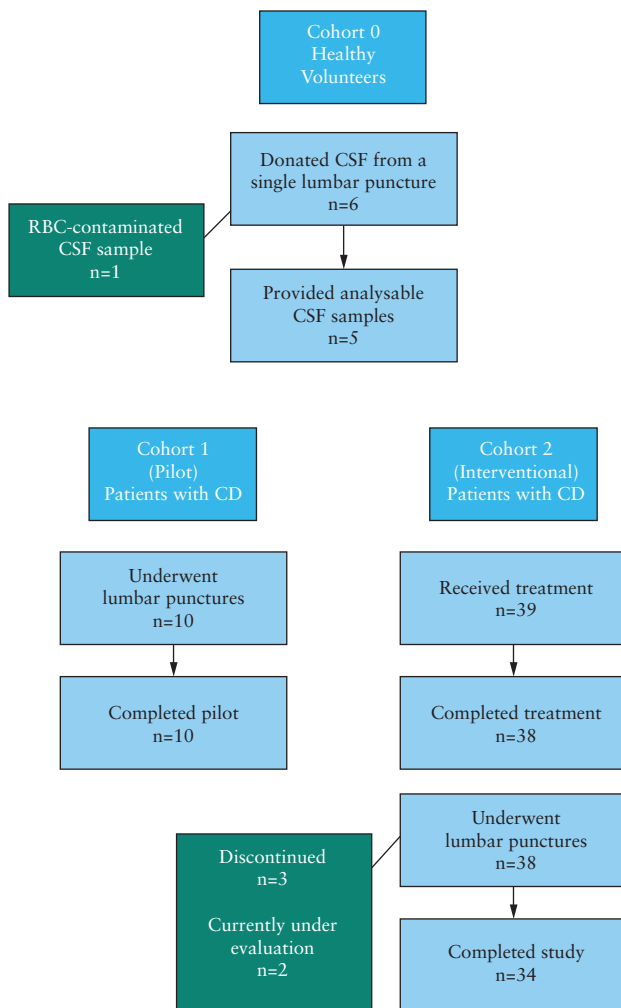 Cohort 0
Healthy
Volunteers
Donated CSF from a
single lumbar puncture
n=6
RBC-contaminated
CSF sample
n=1
Provided analysable
CSF samples
n=5
Cohort 1
(Pilot)
Patients with CD
Cohort 2
(Interventional)
Patients with CD
Underwent
lumbar punctures
n=10
Received treatment
n=39
Completed pilot
n=10
Completed treatment
n=38
Underwent
lumbar punctures
n=38
Discontinued
n=3
Currently under
evaluation
n=2
Completed study
n=34